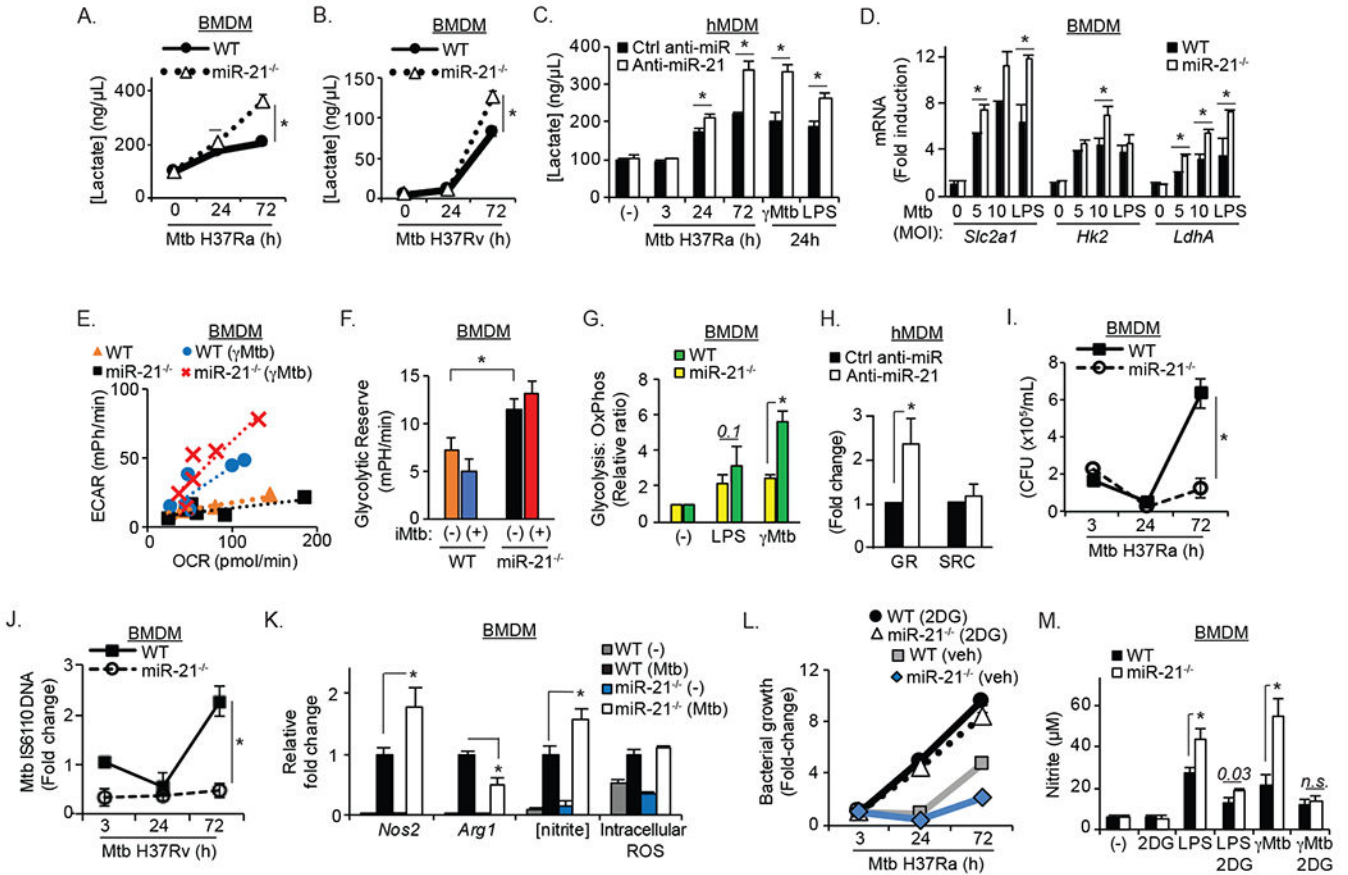 A.
BMDM
WT
miR-21-/-
[Lactate] (ng/µL)
400
200
0
*
0 24 72
Mtb H37Ra (h)
B.
BMDM
WT
miR-21-/-
[Lactate] (ng/µL)
150
100
50
0
*
0 24 72
Mtb H37Rv (h)
C.
hMDM
Ctrl anti-miR
Anti-miR-21
[Lactate] (ng/µL)
400
300
200
100
0
* * * *
(-) 3 24 72 γMtb LPS
Mtb H37Ra (h) 24h
D.
BMDM
WT
miR-21-/-
mRNA
(Fold induction)
12
8
4
0
* * * * * *
Mtb 0 5 10 LPS 0 5 10 LPS 0 5 10 LPS
(MOI): Slc2a1 Hk2 LdhA
E.
BMDM
WT WT (γMtb)
miR-21-/- miR-21-/- (γMtb)
ECAR (mPh/min)
100
50
0
0 100 200
OCR (pmol/min)
F.
BMDM
*
Glycolytic Reserve
(mPH/min)
15
10
5
0
iMtb: (-) (+) (-) (+)
WT miR-21-/-
G.
BMDM
WT
miR-21-/-
Glycolysis: OxPhos
(Relative ratio)
8
6
4
2
0
0.1
*
(-) LPS γMtb
H.
hMDM
Ctrl anti-miR
Anti-miR-21
(Fold change)
3
2
1
0
*
GR SRC
I.
BMDM
WT
miR-21-/-
(CFU (x10⁵/mL)
8
6
4
2
0
*
3 24 72
Mtb H37Ra (h)
J.
BMDM
WT
miR-21-/-
Mtb IS6110 DNA
(Fold change)
3
2
1
0
*
3 24 72
Mtb H37Rv (h)
K.
BMDM
WT (-)
WT (Mtb)
miR-21-/- (-)
miR-21-/- (Mtb)
Relative
fold change
2
1
0
* * *
Nos2 Arg1 [nitrite] Intracellular
ROS
L.
WT (2DG)
miR-21-/- (2DG)
WT (veh)
miR-21-/- (veh)
Bacterial growth
(Fold-change)
12
8
4
0
3 24 72
Mtb H37Ra (h)
M.
BMDM
WT
miR-21-/-
Nitrite (µM)
80
60
40
20
0
*
0.03
*
n.s.
(-) 2DG LPS LPS γMtb γMtb
2DG 2DG